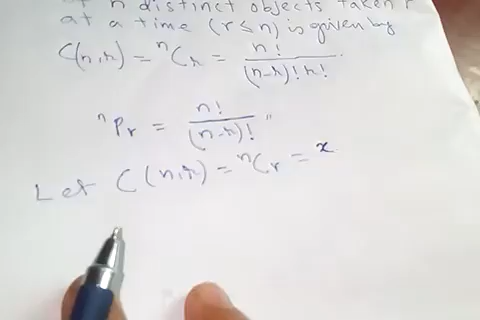 n distinct objects taken r
at a time (r ≤ n) is given by
C(n,r) = ⁿCᵣ = n! / (n-r)! r! .
ⁿPᵣ = n! / (n-r)! "
Let C(n,r) = ⁿCᵣ = x